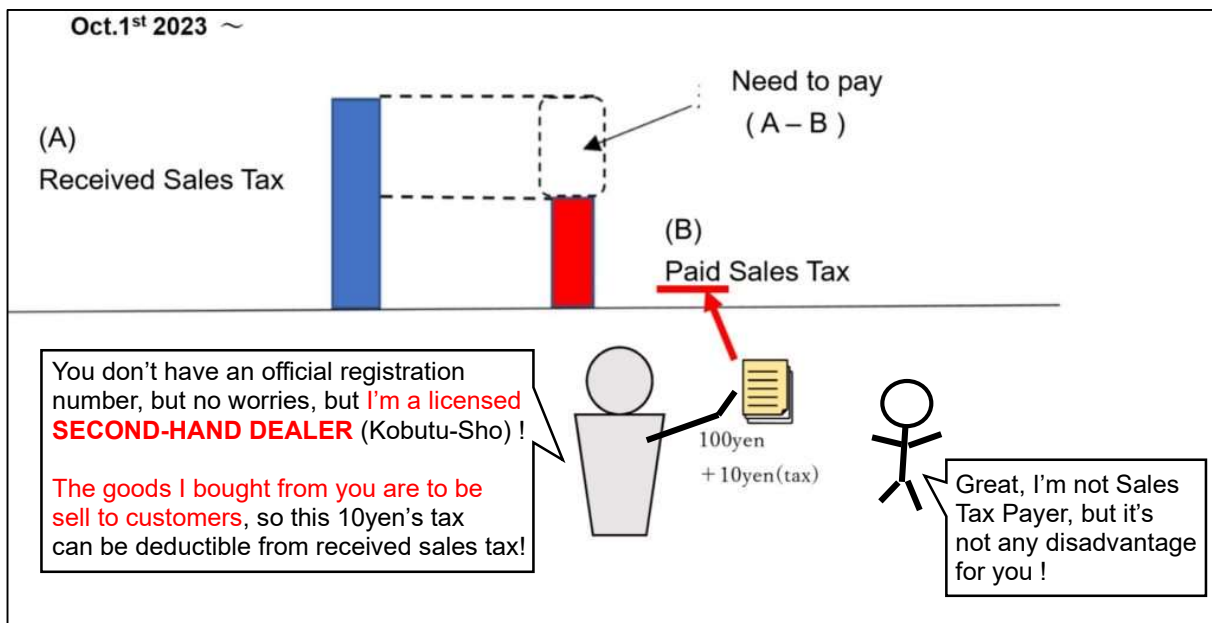 Oct.1st 2023 ～
Need to pay
( A – B )
(A)
Received Sales Tax
(B)
Paid Sales Tax
You don’t have an official registration
number, but no worries, but I’m a licensed
SECOND-HAND DEALER (Kobutu-Sho) !
The goods I bought from you are to be
sell to customers, so this 10yen’s tax
can be deductible from received sales tax!
100yen
+10yen(tax)
Great, I’m not Sales
Tax Payer, but it’s
not any disadvantage
for you !